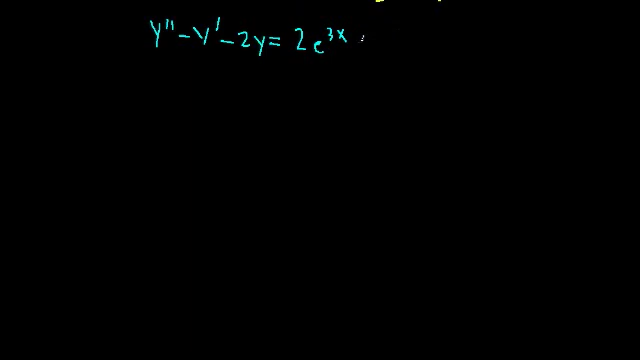 y'' - y' - 2y = 2e^{3x}